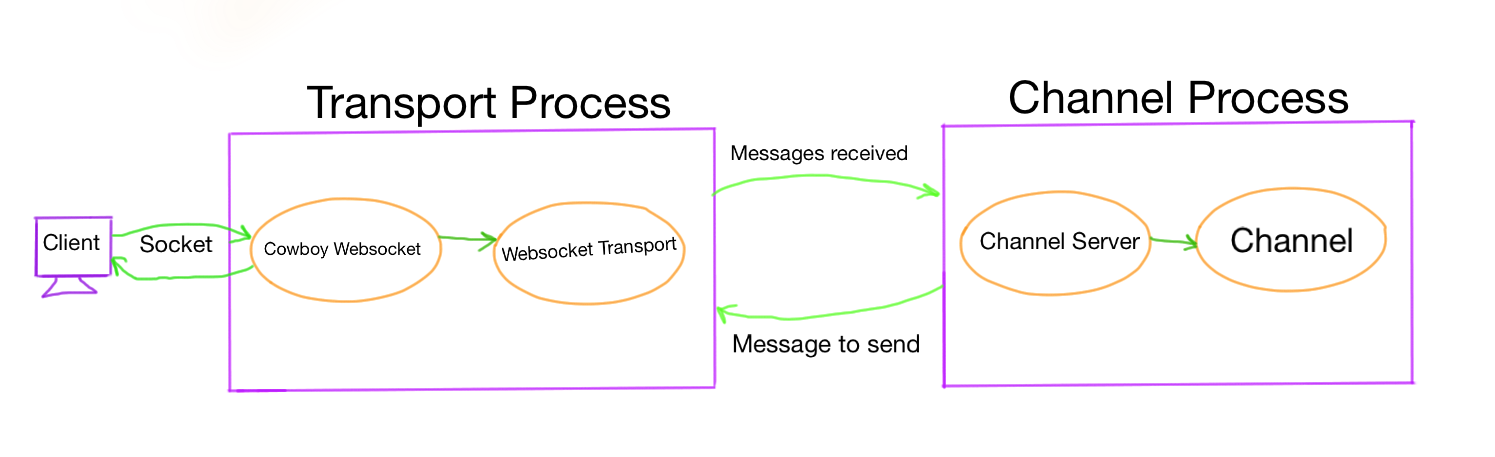 Transport Process
Channel Process
Messages received
Client
Socket
Cowboy Websocket
Websocket Transport
Channel Server
Channel
Message to send